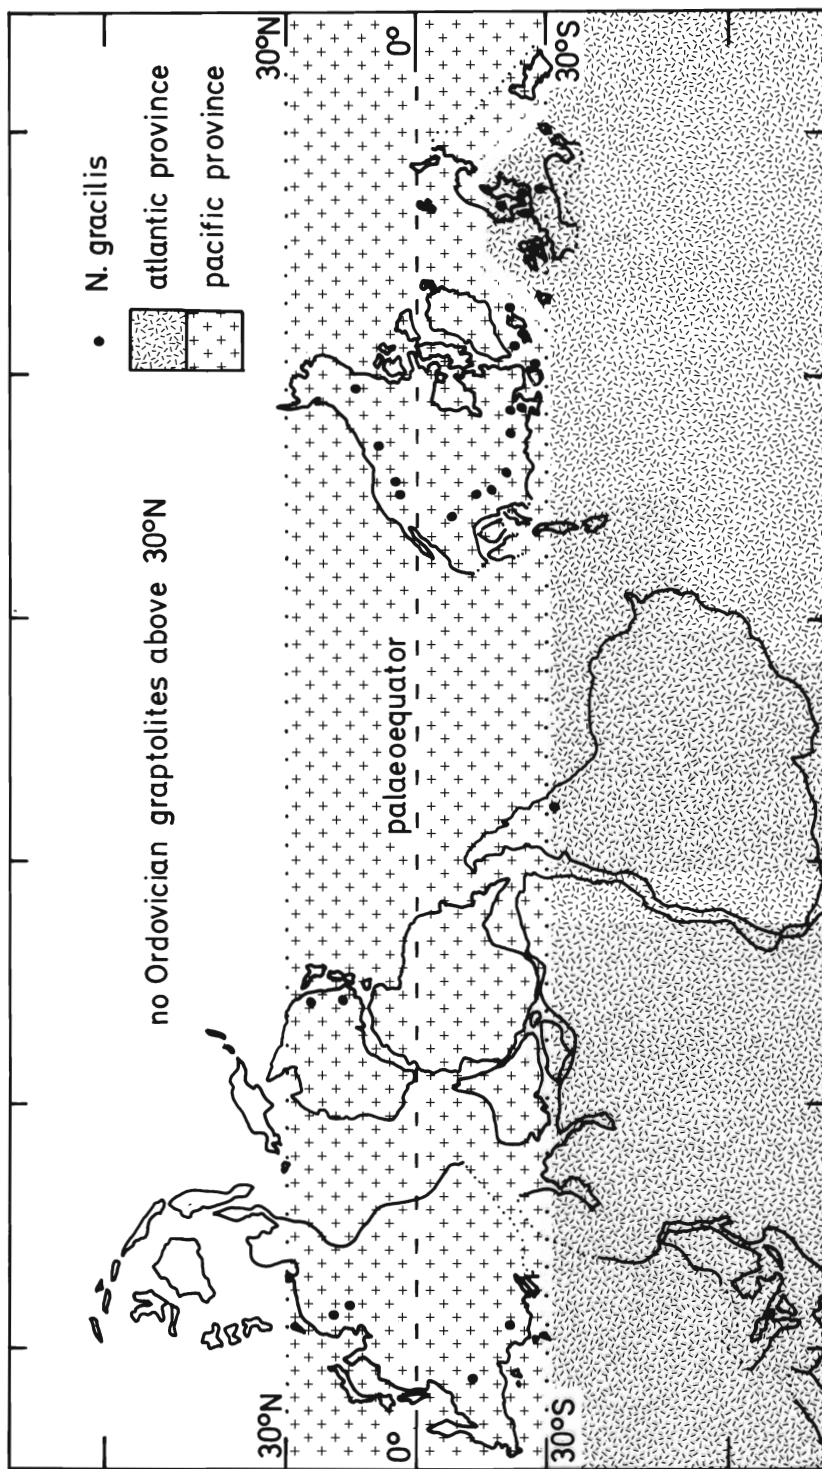 N. gracilis
atlantic province
pacific province
no Ordovician graptolites above 30°N
30°N
30°N
palaeoequator
0°
0°
30°S
30°S